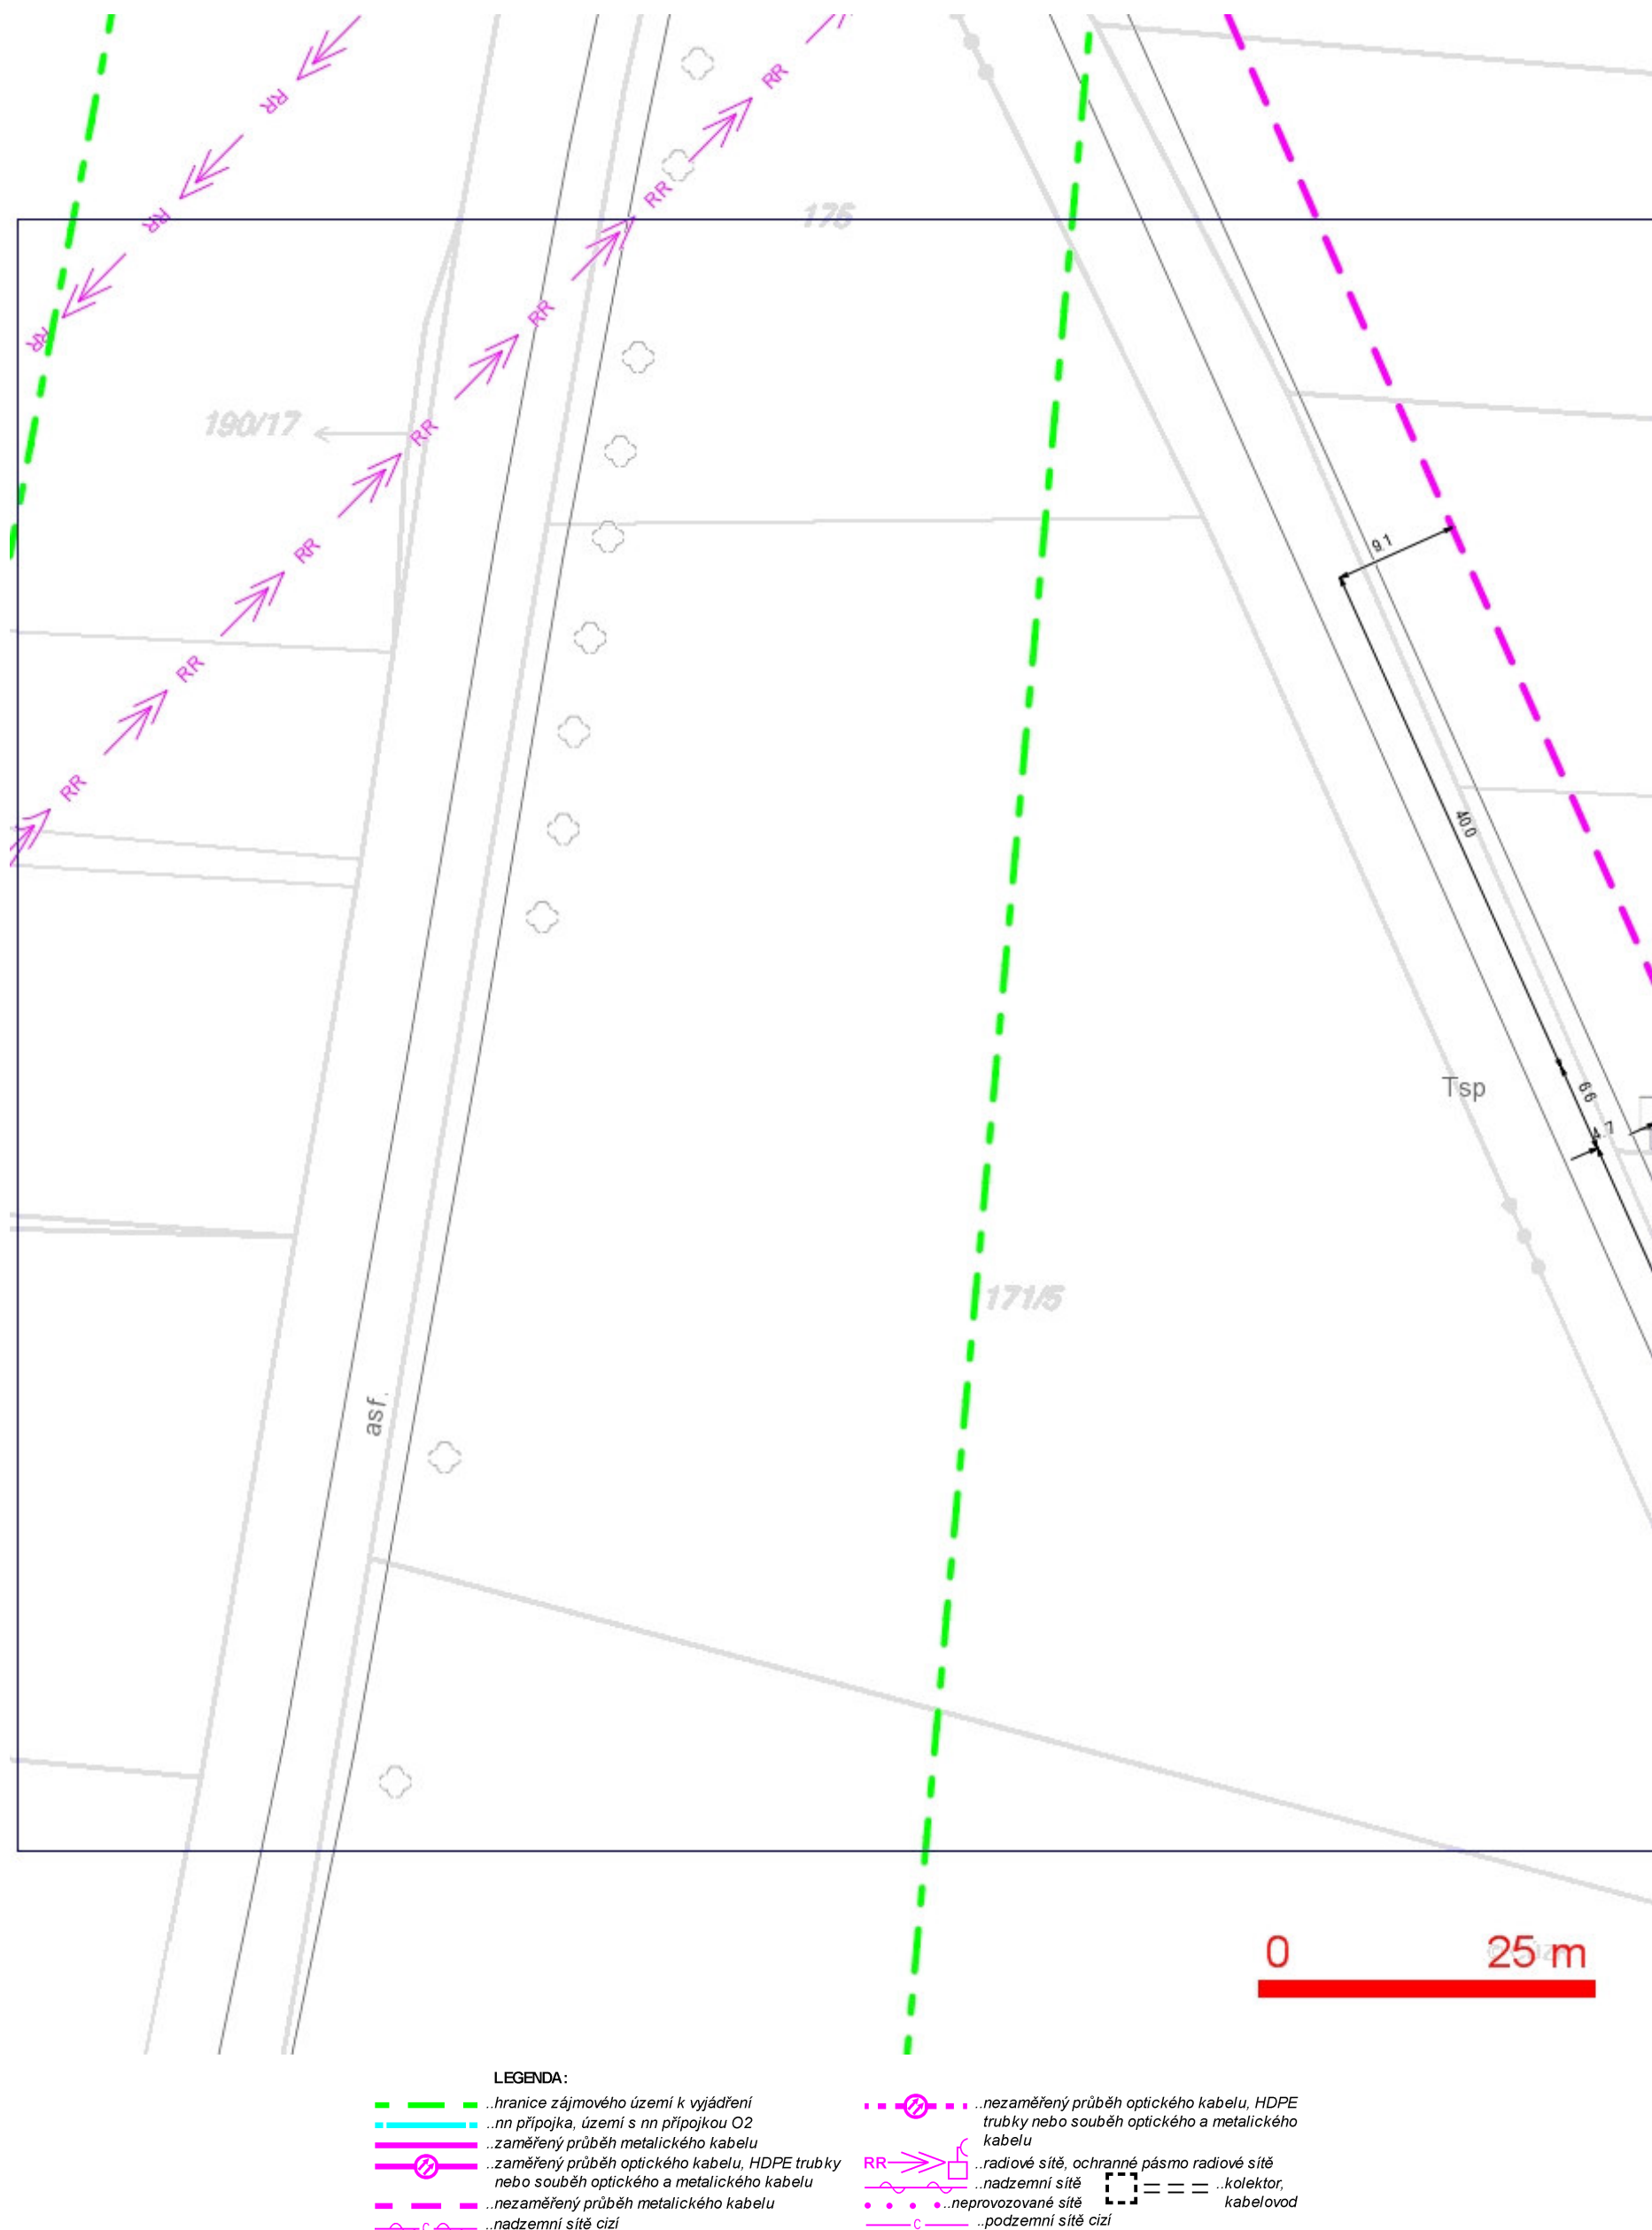 RR
RR
RR
RR
175
RR
RR
190/17
RR
9.1
RR
RR
RR
40.0
Tsp
6.6
4.7
171/5
asf.
0 25 m
LEGENDA:
..hranice zájmového území k vyjádření
..nn přípojka, území s nn přípojkou O2
..zaměřený průběh metalického kabelu
..zaměřený průběh optického kabelu, HDPE trubky
nebo souběh optického a metalického kabelu
..nezaměřený průběh metalického kabelu
C ..nadzemní sítě cizí
..nezaměřený průběh optického kabelu, HDPE
trubky nebo souběh optického a metalického
kabelu
RR ..radiové sítě, ochranné pásmo radiové sítě
..nadzemní sítě
..kolektor,
kabelovod
..neprovozované sítě
C ..podzemní sítě cizí